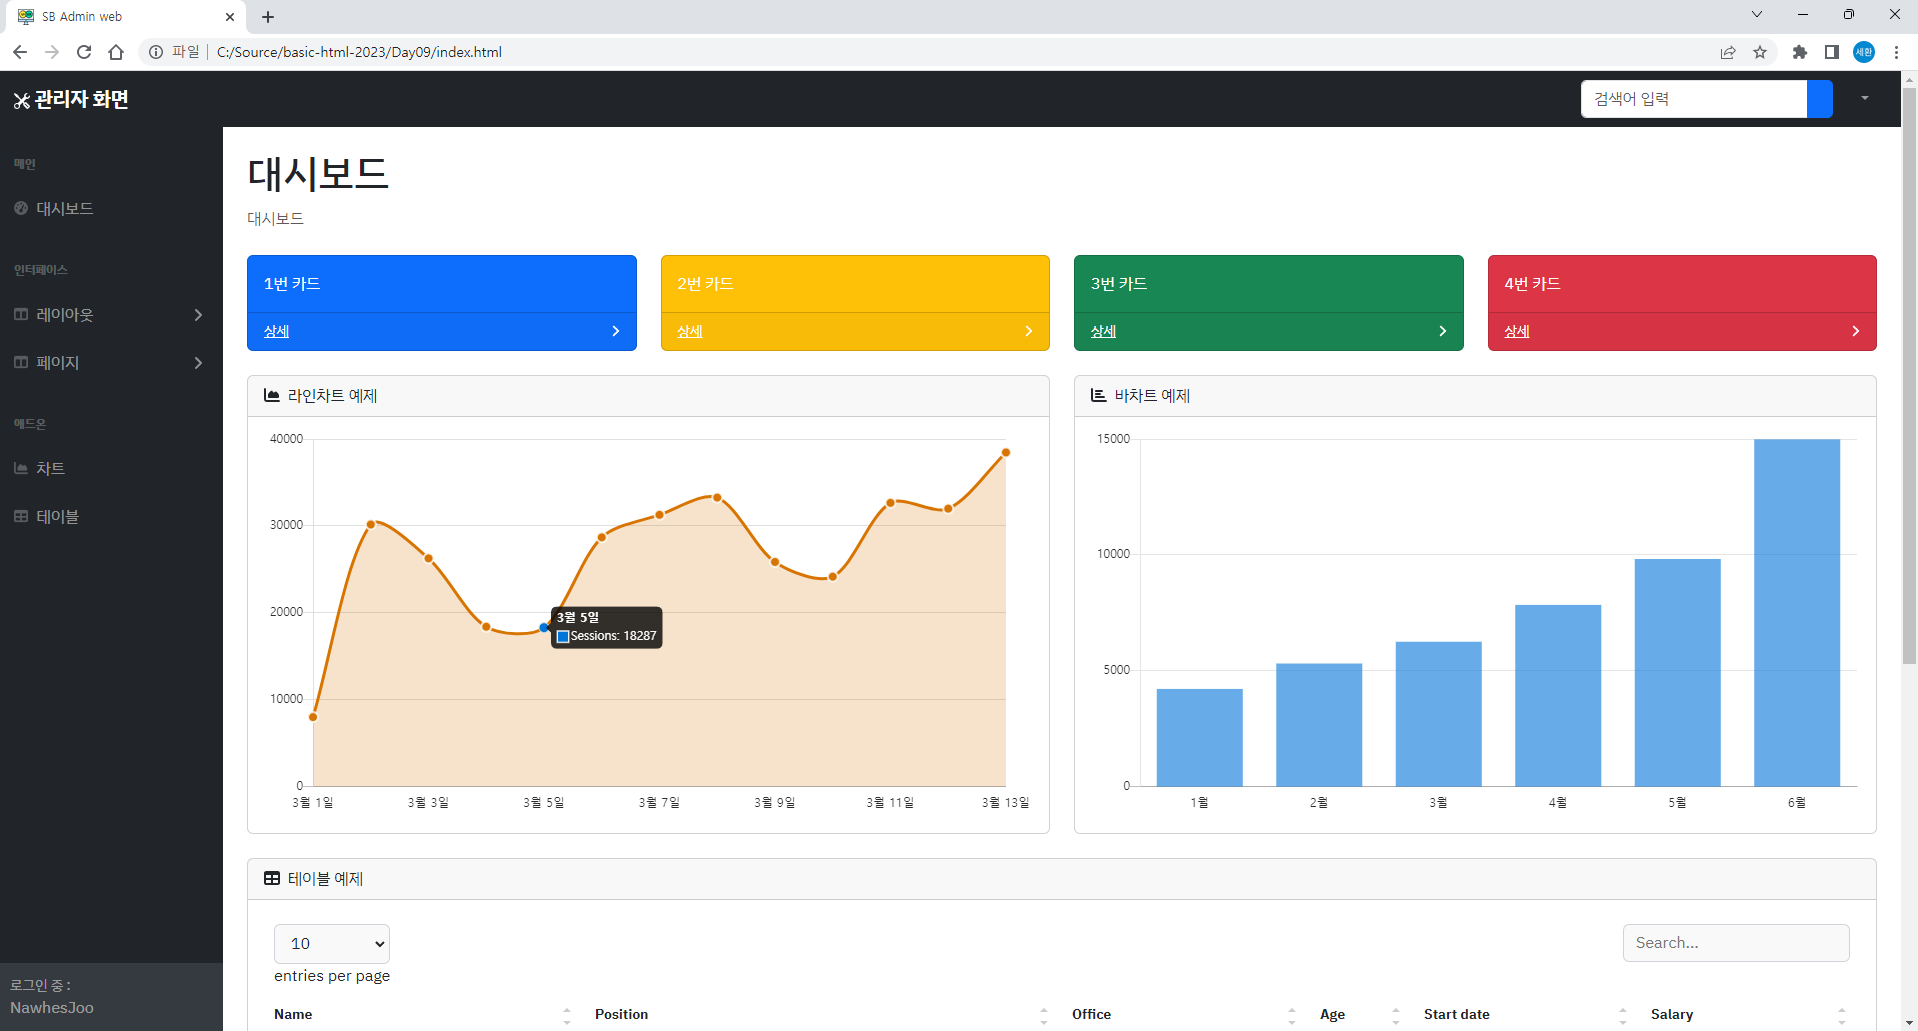 SB Admin web
파일 C:/Source/basic-html-2023/Day09/index.html
세환
관리자 화면
검색어 입력
메인
대시보드
인터페이스
레이아웃
페이지
애드온
차트
테이블
로그인 중 :
NawhesJoo
대시보드
대시보드
1번 카드
상세
2번 카드
상세
3번 카드
상세
4번 카드
상세
라인차트 예제
40000
30000
20000
10000
0
3월 5일
Sessions: 18287
3월 1일 3월 3일 3월 5일 3월 7일 3월 9일 3월 11일 3월 13일
바차트 예제
15000
10000
5000
0
1월 2월 3월 4월 5월 6월
테이블 예제
10
entries per page
Search...
Name Position Office Age Start date Salary